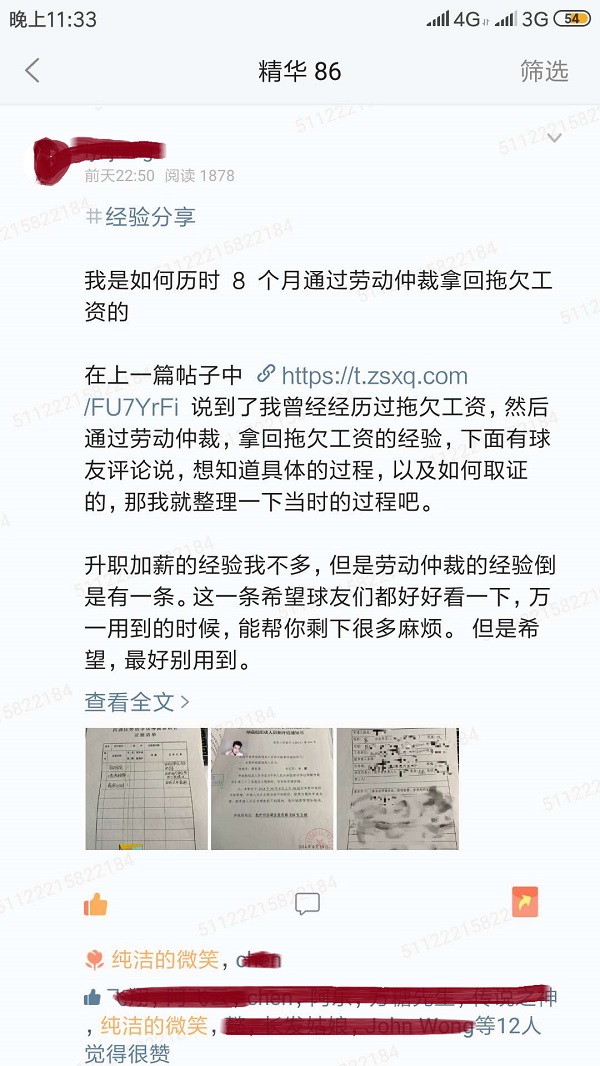 晚上11:33
4G 3G 54
精华 86
筛选
前天22:50 阅读 1878
#经验分享
我是如何历时 8 个月通过劳动仲裁拿回拖欠工
资的
在上一篇帖子中 https://t.zsxq.com
/FU7YrFi 说到了我曾经经历过拖欠工资，然后
通过劳动仲裁，拿回拖欠工资的经验，下面有球
友评论说，想知道具体的过程，以及如何取证
的，那我就整理一下当时的过程吧。
升职加薪的经验我不多，但是劳动仲裁的经验倒
是有一条。这一条希望球友们都好好看一下，万
一用到的时候，能帮你剩下很多麻烦。 但是希
望，最好别用到。
查看全文
纯洁的微笑，
，纯洁的微笑，
John Wong等12人
觉得很赞
51122215822184